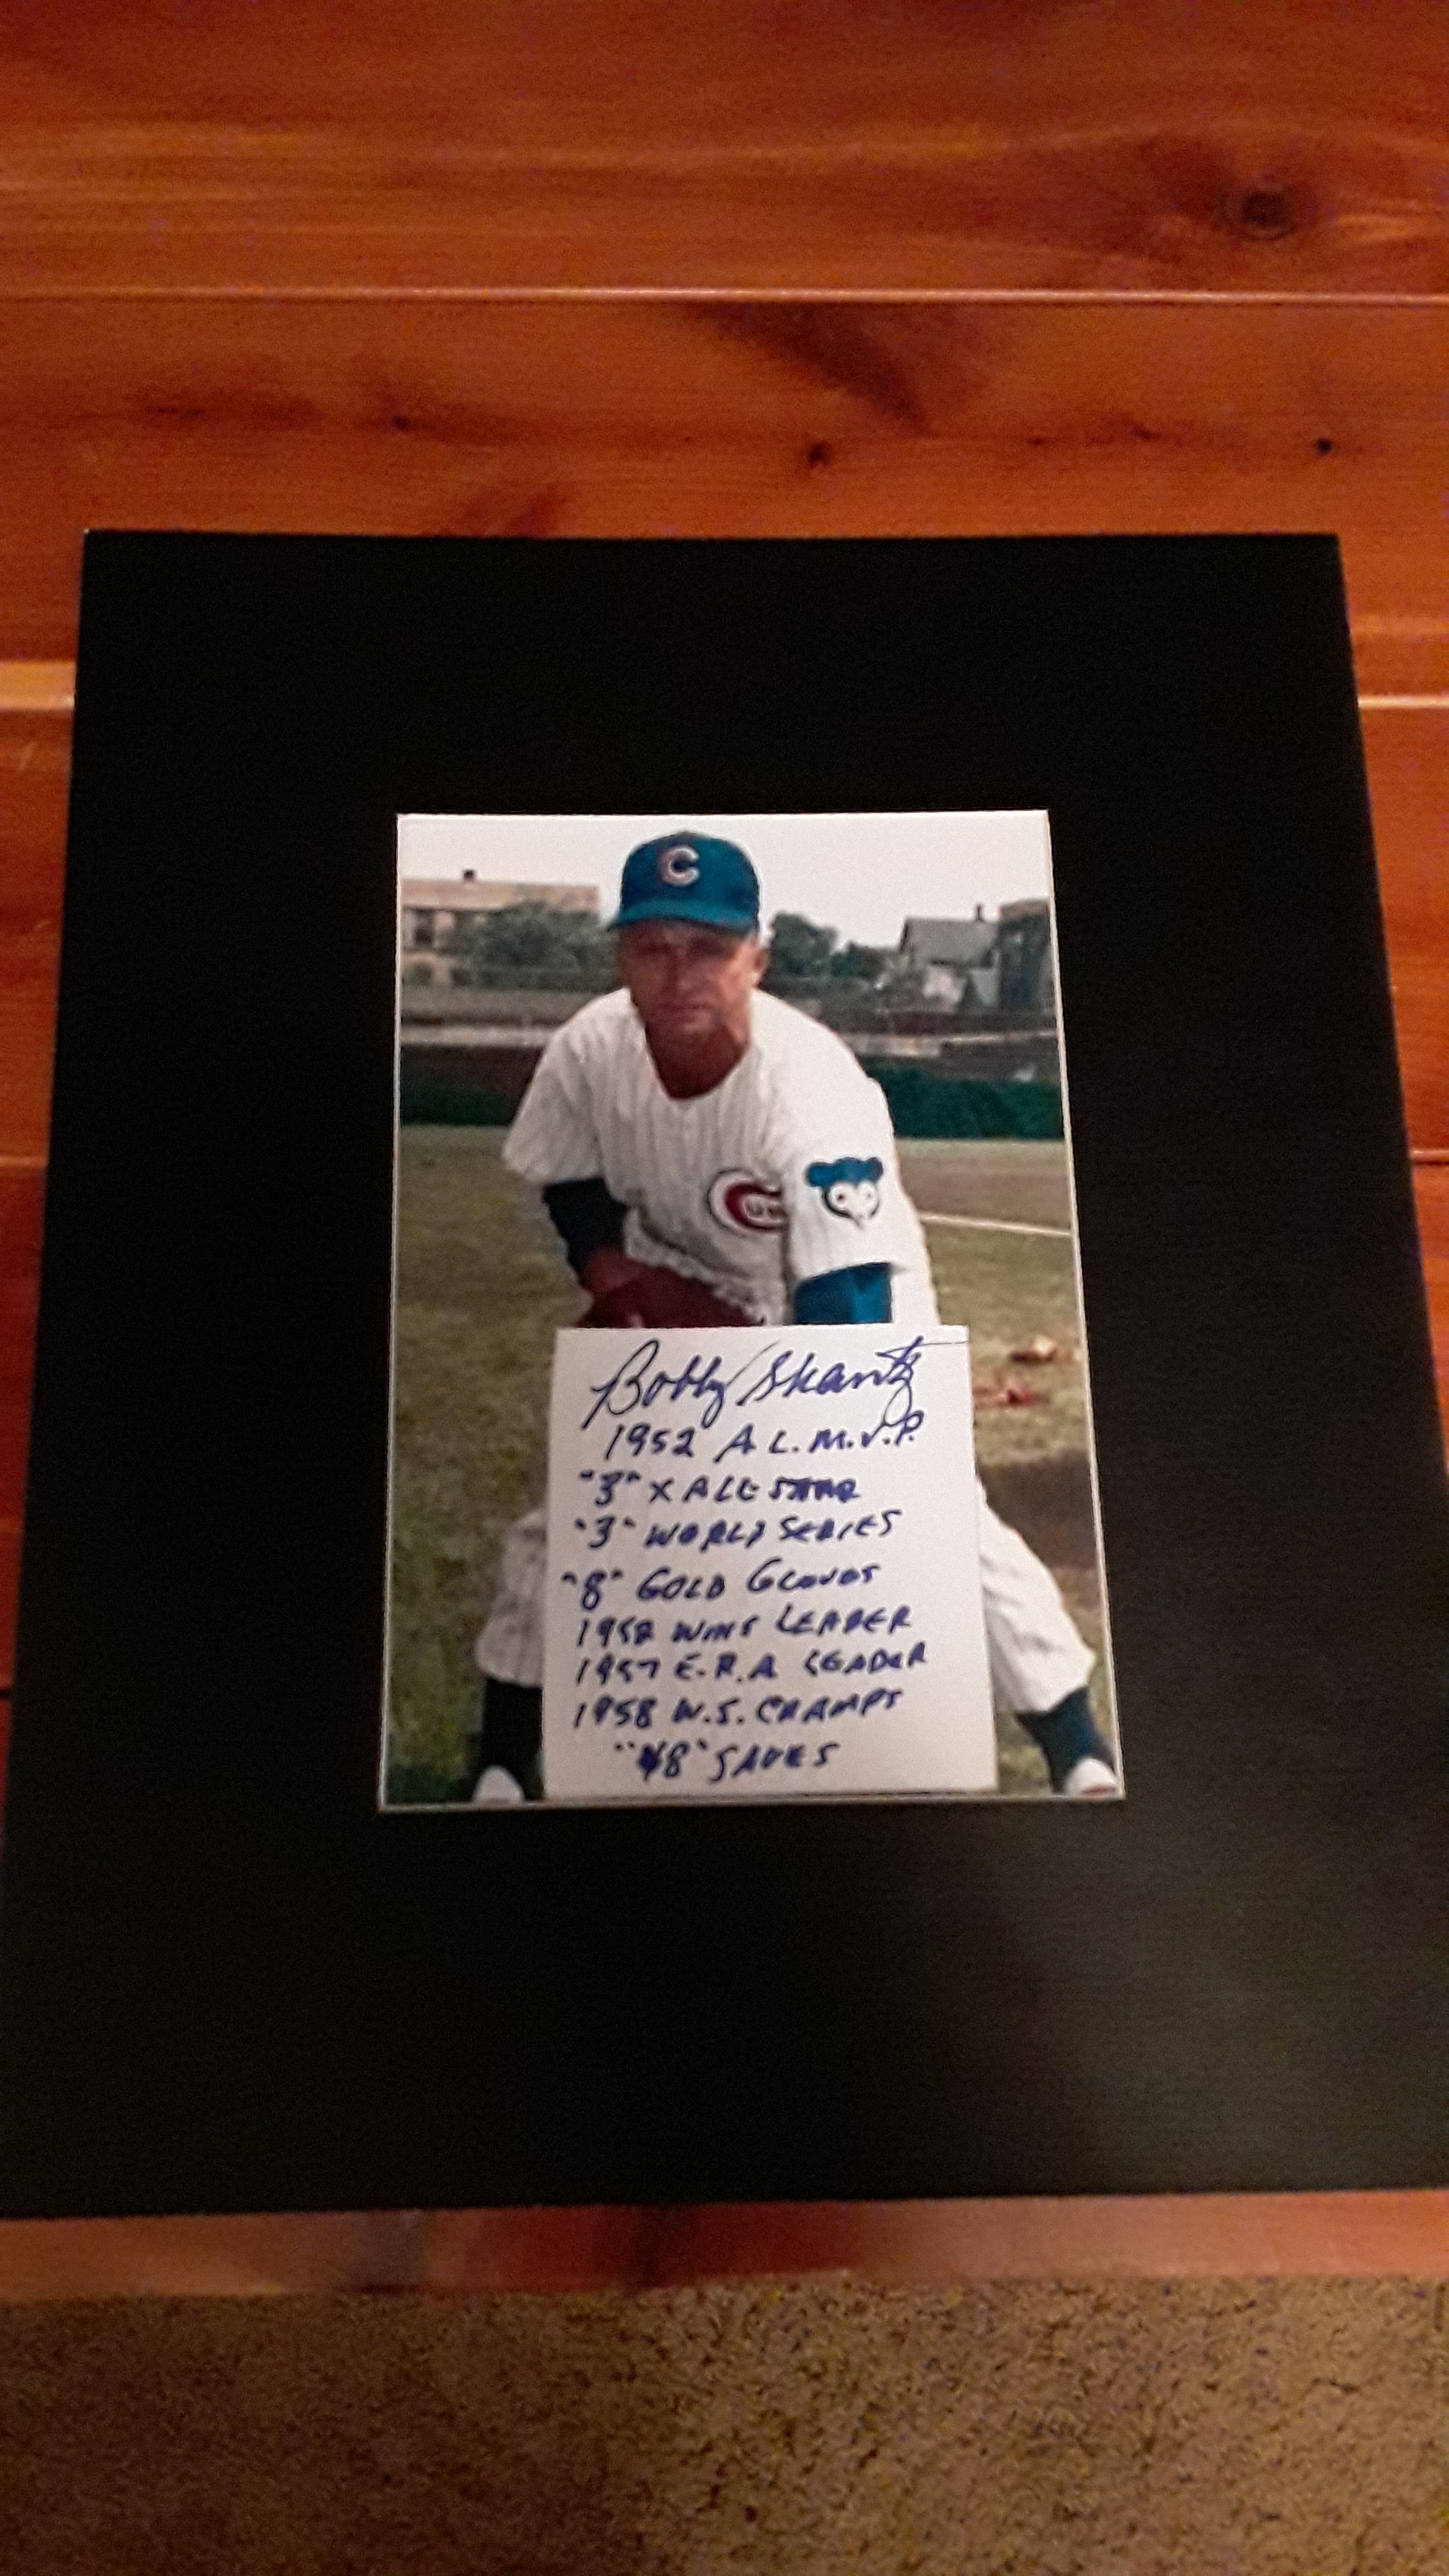 C
CUBS
Bobby Shantz
1952 A L. M.V.P.
"3" X ALL STAR
"3" WORLD SERIES
"8" GOLD GLOVES
1952 WINS LEADER
1957 E.R.A LEADER
1958 W.S. CHAMPS
"48" SAVES